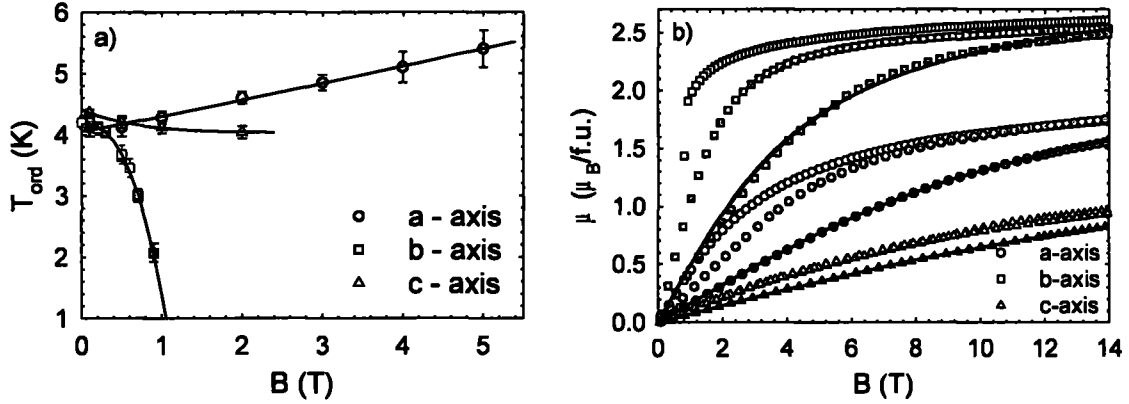 a)
6
5
4
3
2
1
T_ord (K)
0 1 2 3 4 5
B (T)
a - axis
b - axis
c - axis
b)
2.5
2.0
1.5
1.0
0.5
0.0
μ (μ_B/f.u.)
0 2 4 6 8 10 12 14
B (T)
a-axis
b-axis
c-axis